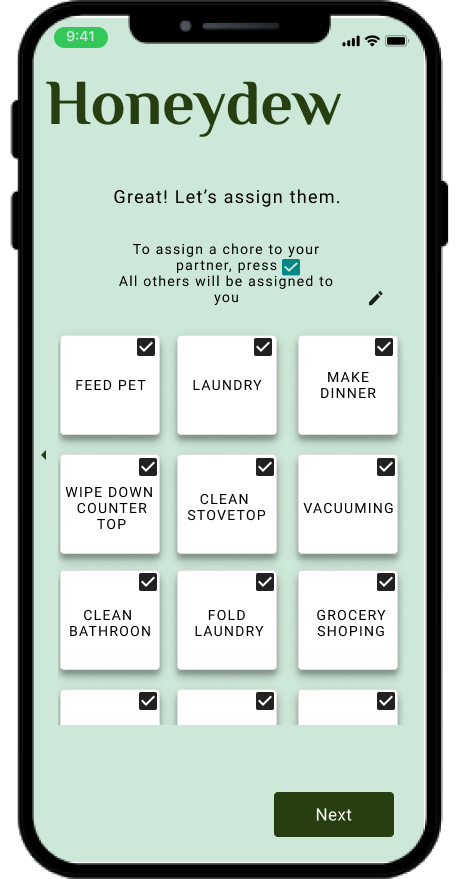 9:41
Honeydew
Great! Let's assign them.
To assign a chore to your
partner, press
All others will be assigned to
you
FEED PET
LAUNDRY
MAKE
DINNER
WIPE DOWN
COUNTER
TOP
CLEAN
STOVETOP
VACUUMING
CLEAN
BATHROON
FOLD
LAUNDRY
GROCERY
SHOPING
Next